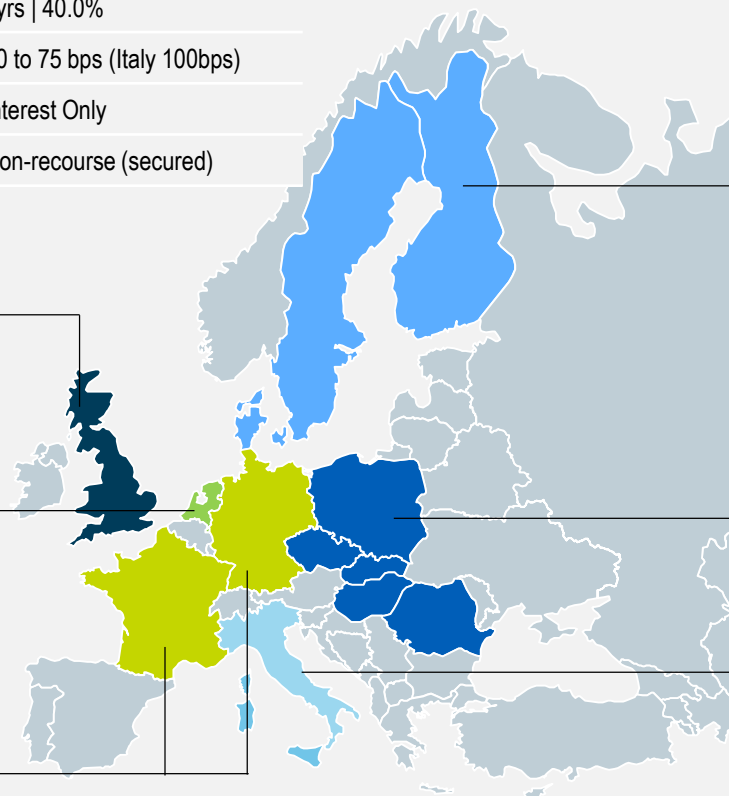 yrs | 40.0%
0 to 75 bps (Italy 100bps)
terest Only
on-recourse (secured)